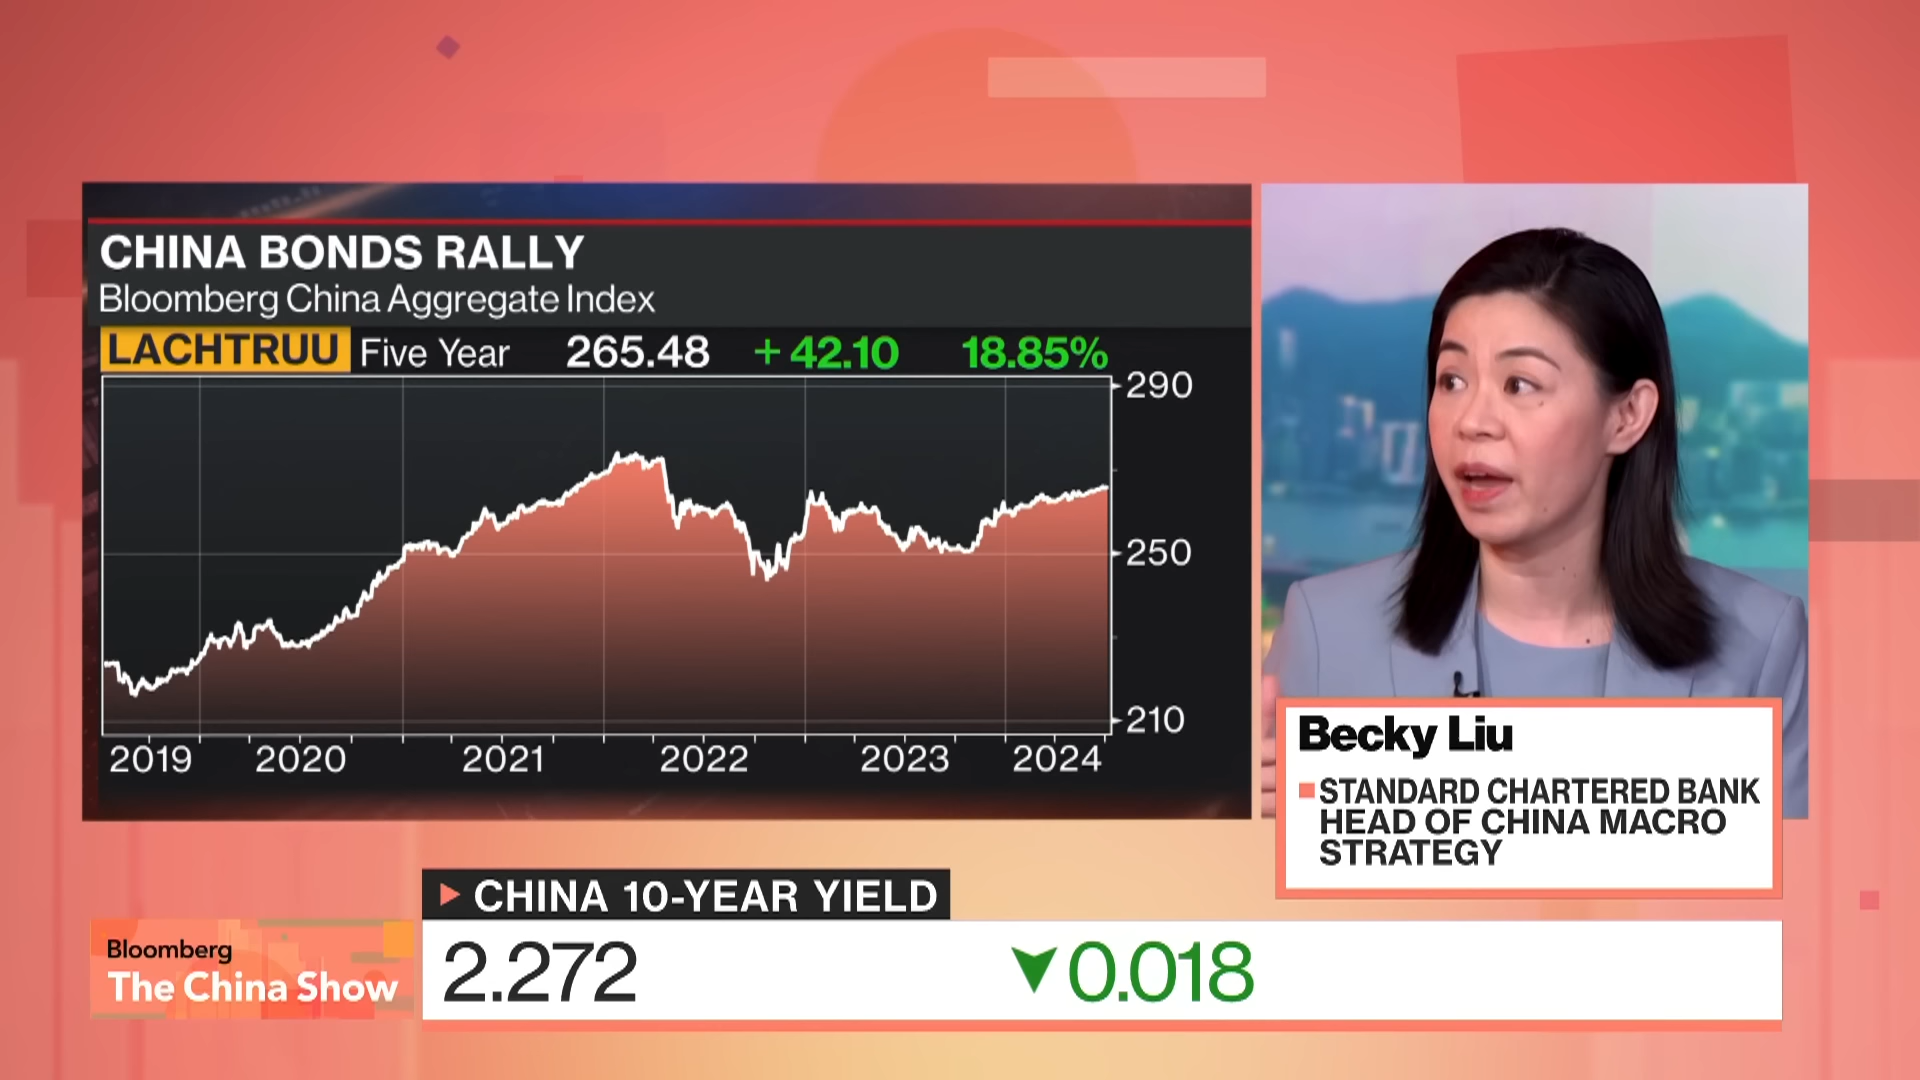 CHINA BONDS RALLY
Bloomberg China Aggregate Index
LACHTRUU Five Year 265.48 + 42.10 18.85%
290
250
210
2019 2020 2021 2022 2023 2024
Becky Liu
STANDARD CHARTERED BANK
HEAD OF CHINA MACRO
STRATEGY
CHINA 10-YEAR YIELD
2.272 0.018
Bloomberg
The China Show